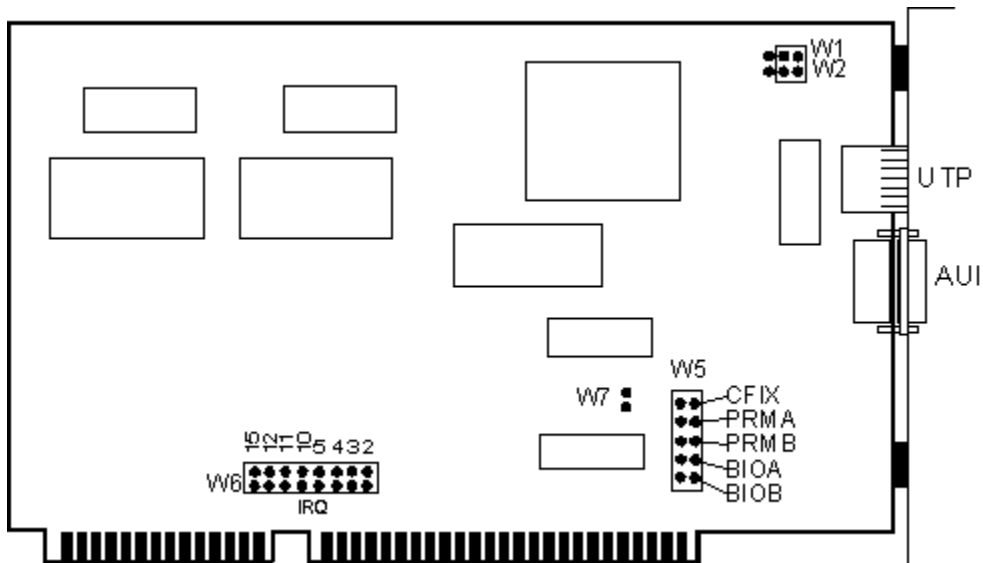 W1
W2
UTP
AUI
W5
CFIX
PRMA
PRMB
BIOA
BIOB
W7
15 12 11 10 5 4 3 2
W6
IRQ